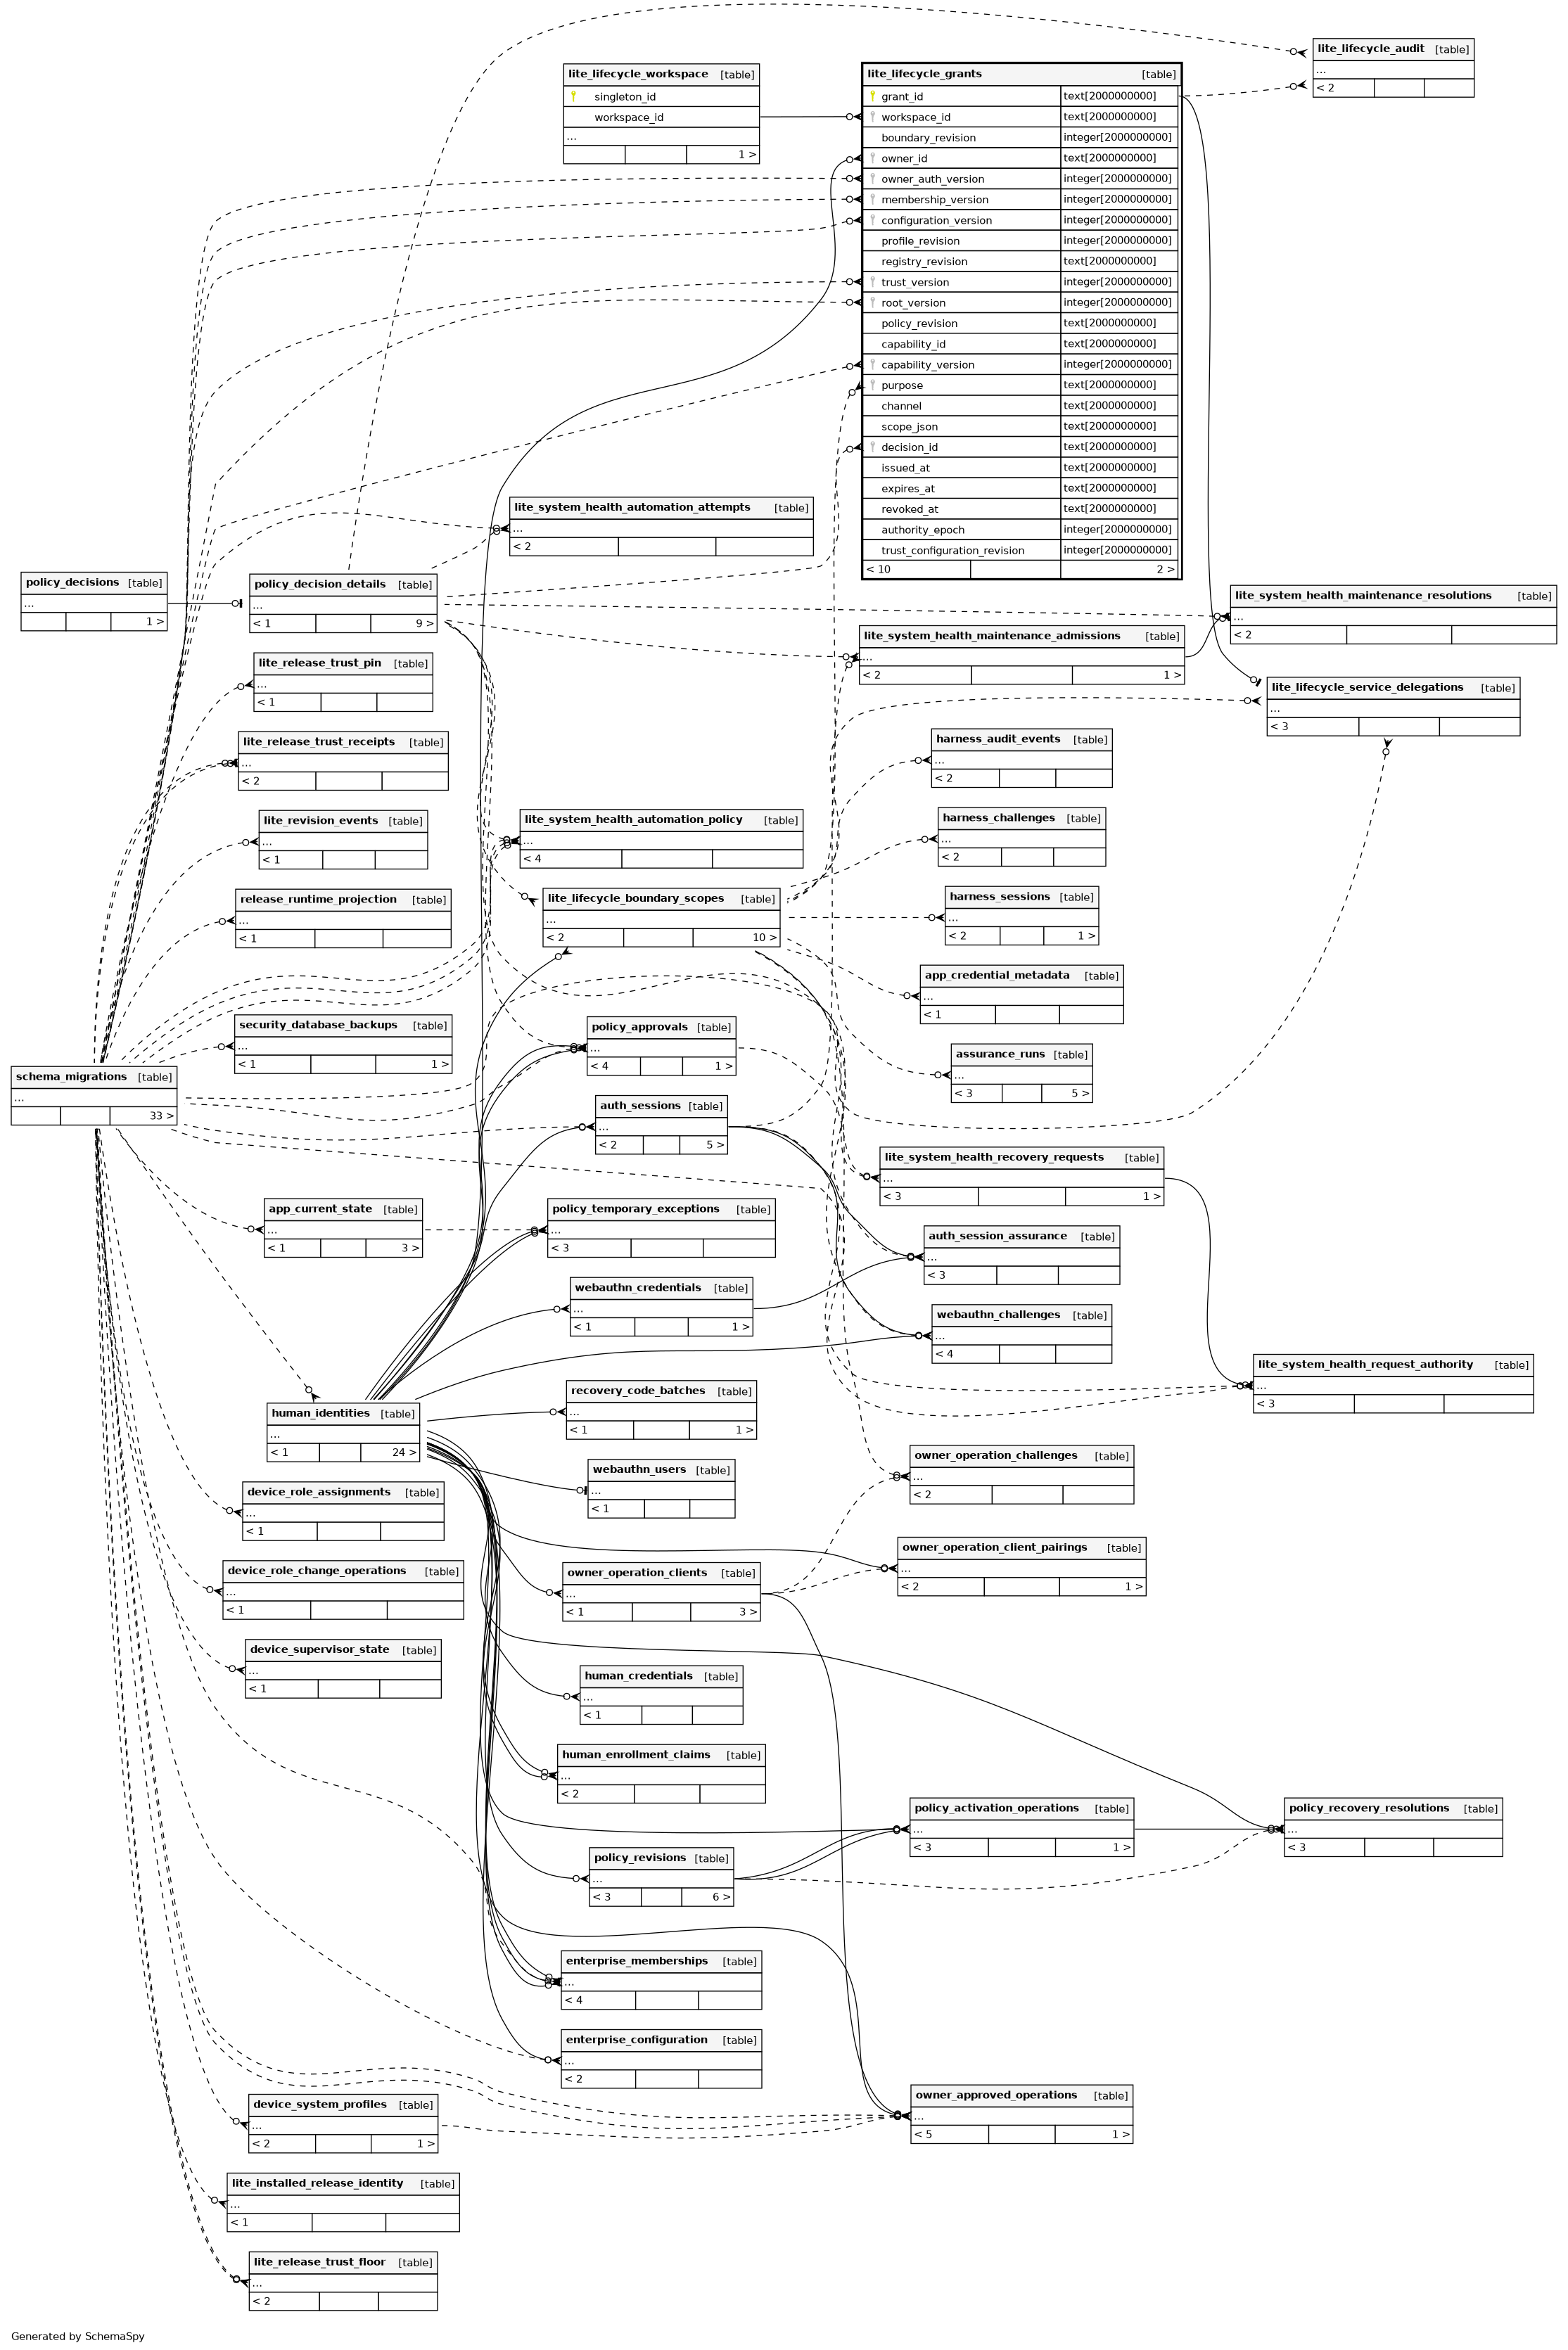 lite_lifecycle_audit [table]
...
< 2
lite_lifecycle_workspace [table]
singleton_id
workspace_id
...
1 >
lite_lifecycle_grants [table]
grant_id text[2000000000]
workspace_id text[2000000000]
boundary_revision integer[2000000000]
owner_id text[2000000000]
owner_auth_version integer[2000000000]
membership_version integer[2000000000]
configuration_version integer[2000000000]
profile_revision integer[2000000000]
registry_revision text[2000000000]
trust_version integer[2000000000]
root_version integer[2000000000]
policy_revision text[2000000000]
capability_id text[2000000000]
capability_version integer[2000000000]
purpose text[2000000000]
channel text[2000000000]
scope_json text[2000000000]
decision_id text[2000000000]
issued_at text[2000000000]
expires_at text[2000000000]
revoked_at text[2000000000]
authority_epoch integer[2000000000]
trust_configuration_revision integer[2000000000]
< 10 2 >
lite_system_health_automation_attempts [table]
...
< 2
policy_decisions [table]
...
1 >
policy_decision_details [table]
...
< 1 9 >
lite_system_health_maintenance_resolutions [table]
...
< 2
lite_system_health_maintenance_admissions [table]
...
< 2 1 >
lite_release_trust_pin [table]
...
< 1
lite_lifecycle_service_delegations [table]
...
< 3
lite_release_trust_receipts [table]
...
< 2
harness_audit_events [table]
...
< 2
lite_revision_events [table]
...
< 1
lite_system_health_automation_policy [table]
...
< 4
harness_challenges [table]
...
< 2
release_runtime_projection [table]
...
< 1
lite_lifecycle_boundary_scopes [table]
...
< 2 10 >
harness_sessions [table]
...
< 2 1 >
app_credential_metadata [table]
...
< 1
security_database_backups [table]
...
< 1 1 >
policy_approvals [table]
...
< 4 1 >
assurance_runs [table]
...
< 3 5 >
schema_migrations [table]
...
33 >
auth_sessions [table]
...
< 2 5 >
lite_system_health_recovery_requests [table]
...
< 3 1 >
app_current_state [table]
...
< 1 3 >
policy_temporary_exceptions [table]
...
< 3
auth_session_assurance [table]
...
< 3
webauthn_credentials [table]
...
< 1 1 >
webauthn_challenges [table]
...
< 4
lite_system_health_request_authority [table]
...
< 3
human_identities [table]
...
< 1 24 >
recovery_code_batches [table]
...
< 1 1 >
webauthn_users [table]
...
< 1
owner_operation_challenges [table]
...
< 2
device_role_assignments [table]
...
< 1
owner_operation_client_pairings [table]
...
< 2 1 >
device_role_change_operations [table]
...
< 1
owner_operation_clients [table]
...
< 1 3 >
device_supervisor_state [table]
...
< 1
human_credentials [table]
...
< 1
human_enrollment_claims [table]
...
< 2
policy_activation_operations [table]
...
< 3 1 >
policy_recovery_resolutions [table]
...
< 3
policy_revisions [table]
...
< 3 6 >
enterprise_memberships [table]
...
< 4
enterprise_configuration [table]
...
< 2
device_system_profiles [table]
...
< 2 1 >
owner_approved_operations [table]
...
< 5 1 >
lite_installed_release_identity [table]
...
< 1
lite_release_trust_floor [table]
...
< 2
Generated by SchemaSpy